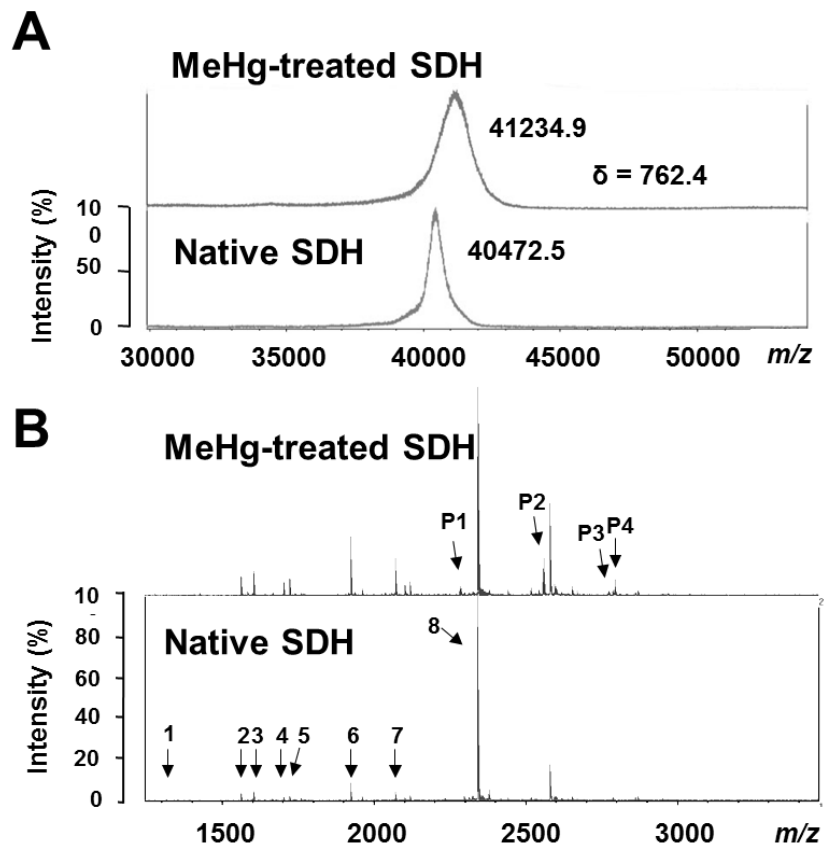 A
MeHg-treated SDH
41234.9
δ = 762.4
Intensity (%)
10
0
50
0
Native SDH
40472.5
30000 35000 40000 45000 50000 m/z
B
MeHg-treated SDH
P1 P2 P3 P4
Intensity (%)
10
80
60
40
20
0
Native SDH
8
1 2 3 4 5 6 7
1500 2000 2500 3000 m/z